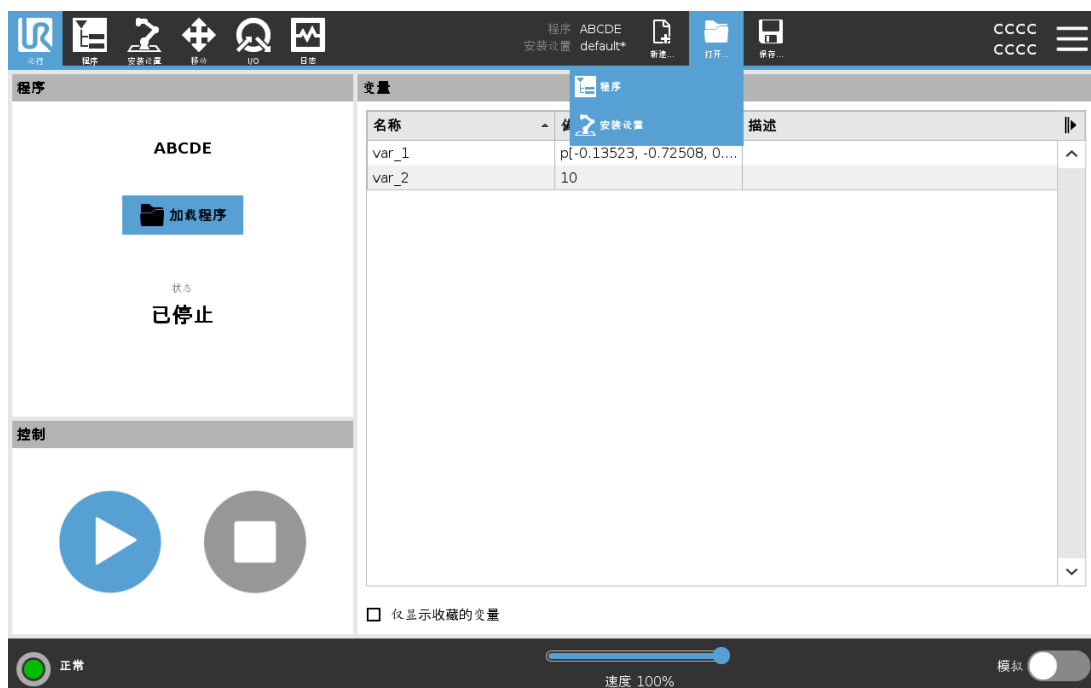 UR
运行
程序
安装设置
移动
I/O
日志
程序 ABCDE
安装设置 default*
新建...
打开...
保存...
CCCC
CCCC
程序
安装设置
程序
ABCDE
加载程序
状态
已停止
控制
变量
名称
描述
var_1 p[-0.13523, -0.72508, 0....
var_2 10
仅显示收藏的变量
正常
速度 100%
模拟